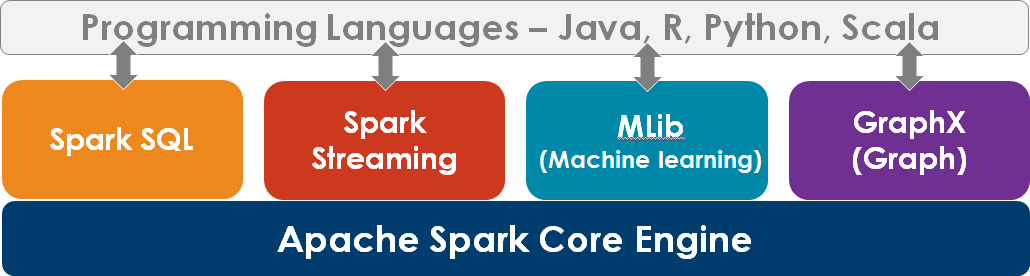 Programming Languages – Java, R, Python, Scala
Spark SQL
Spark
Streaming
MLib
(Machine learning)
GraphX
(Graph)
Apache Spark Core Engine